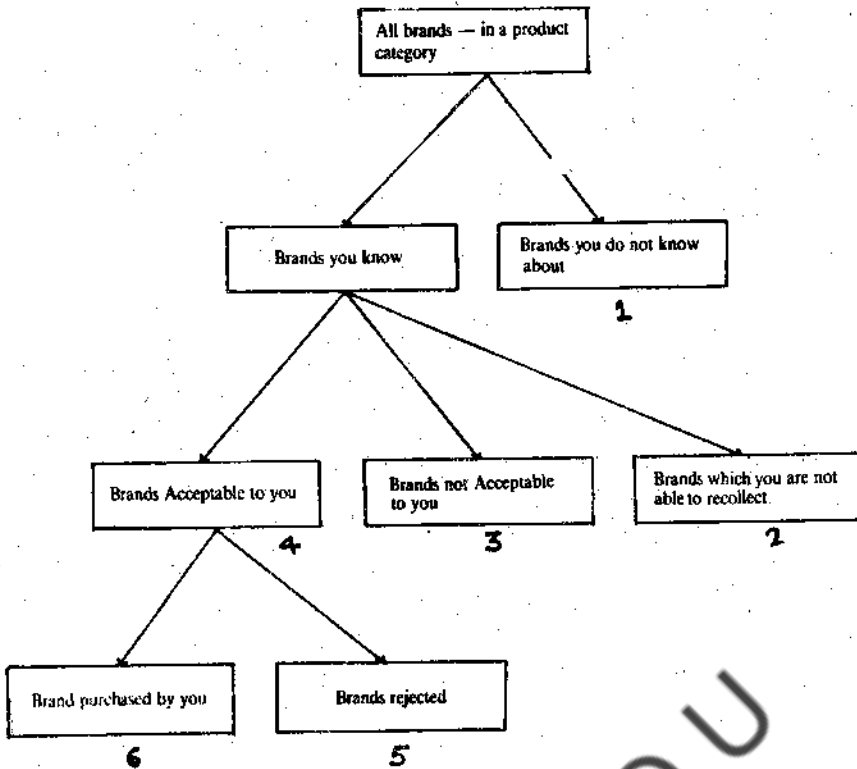 All brands — in a product
category
Brands you know
Brands you do not know
about
1
Brands Acceptable to you
4
Brands not Acceptable
to you
3
Brands which you are not
able to recollect.
2
Brand purchased by you
6
Brands rejected
5
OU